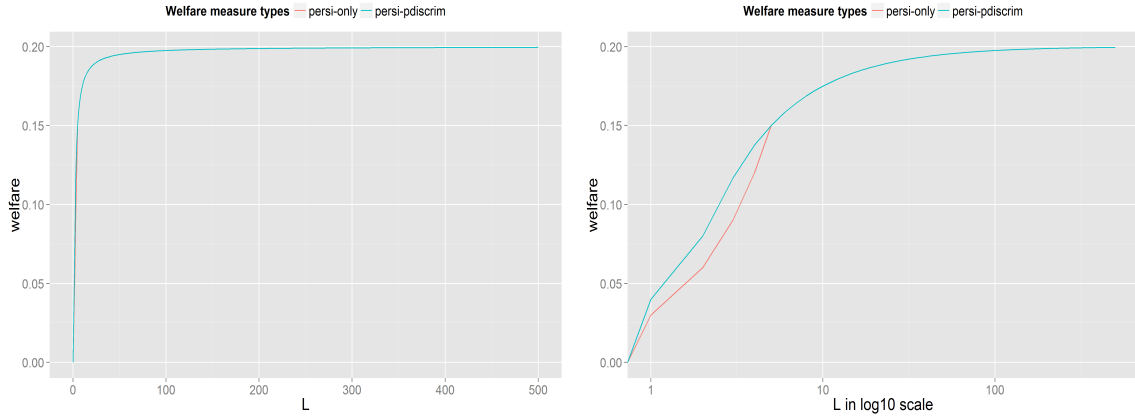 Welfare measure types persi-only persi-pdiscrim
0.20
0.15
0.10
0.05
0.00
welfare
0 100 200 300 400 500
L
Welfare measure types persi-only persi-pdiscrim
0.20
0.15
0.10
0.05
0.00
welfare
1 10 100
L in log10 scale